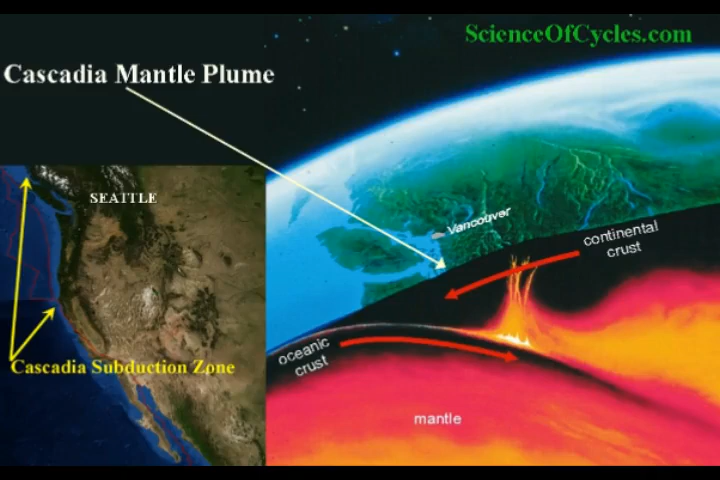 ScienceOfCycles.com
Cascadia Mantle Plume
SEATTLE
Vancouver
continental
crust
oceanic
crust
Cascadia Subduction Zone
mantle